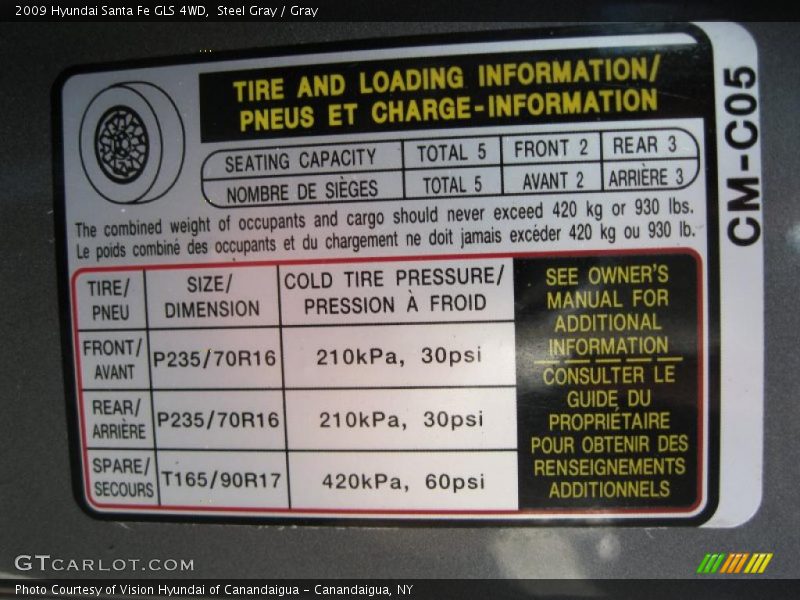 2009 Hyundai Santa Fe GLS 4WD,  Steel Gray / Gray
TIRE AND LOADING INFORMATION/
PNEUS ET CHARGE-INFORMATION
SEATING CAPACITY TOTAL 5 FRONT 2 REAR 3
NOMBRE DE SIÈGES TOTAL 5 AVANT 2 ARRIÈRE 3
The combined weight of occupants and cargo should never exceed 420 kg or 930 lbs.
Le poids combiné des occupants et du chargement ne doit jamais excéder 420 kg ou 930 lb.
TIRE/
PNEU
SIZE/
DIMENSION
COLD TIRE PRESSURE/
PRESSION À FROID
FRONT/
AVANT
P235/70R16
210kPa, 30psi
REAR/
ARRIÈRE
P235/70R16
210kPa, 30psi
SPARE/
SECOURS
T165/90R17
420kPa, 60psi
SEE OWNER'S
MANUAL FOR
ADDITIONAL
INFORMATION
CONSULTER LE
GUIDE DU
PROPRIÉTAIRE
POUR OBTENIR DES
RENSEIGNEMENTS
ADDITIONNELS
CM-C05
GTCARLOT.COM
Photo Courtesy of Vision Hyundai of Canandaigua - Canandaigua, NY